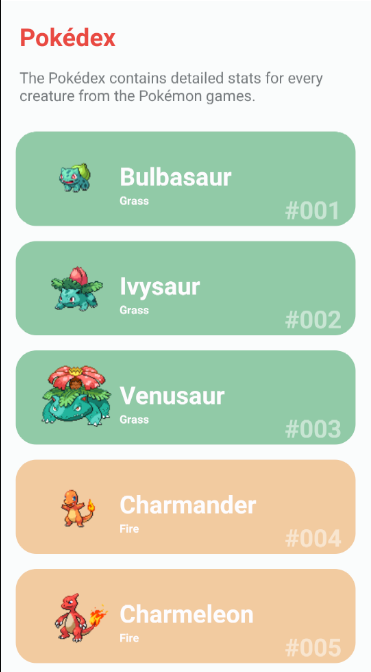 Pokédex
The Pokédex contains detailed stats for every
creature from the Pokémon games.
Bulbasaur
Grass
#001
Ivysaur
Grass
#002
Venusaur
Grass
#003
Charmander
Fire
#004
Charmeleon
Fire
#005